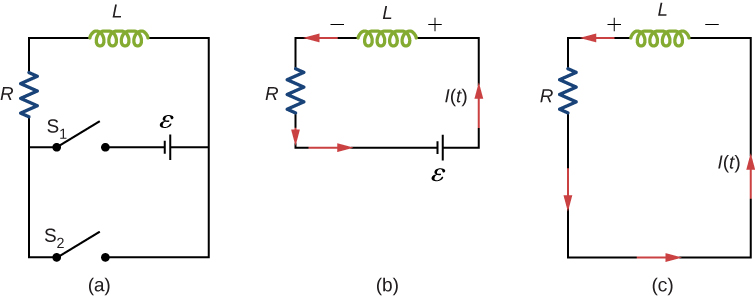 L
R
S1
ε
S2
(a)
− L +
R
I(t)
ε
(b)
+ L −
R
I(t)
(c)